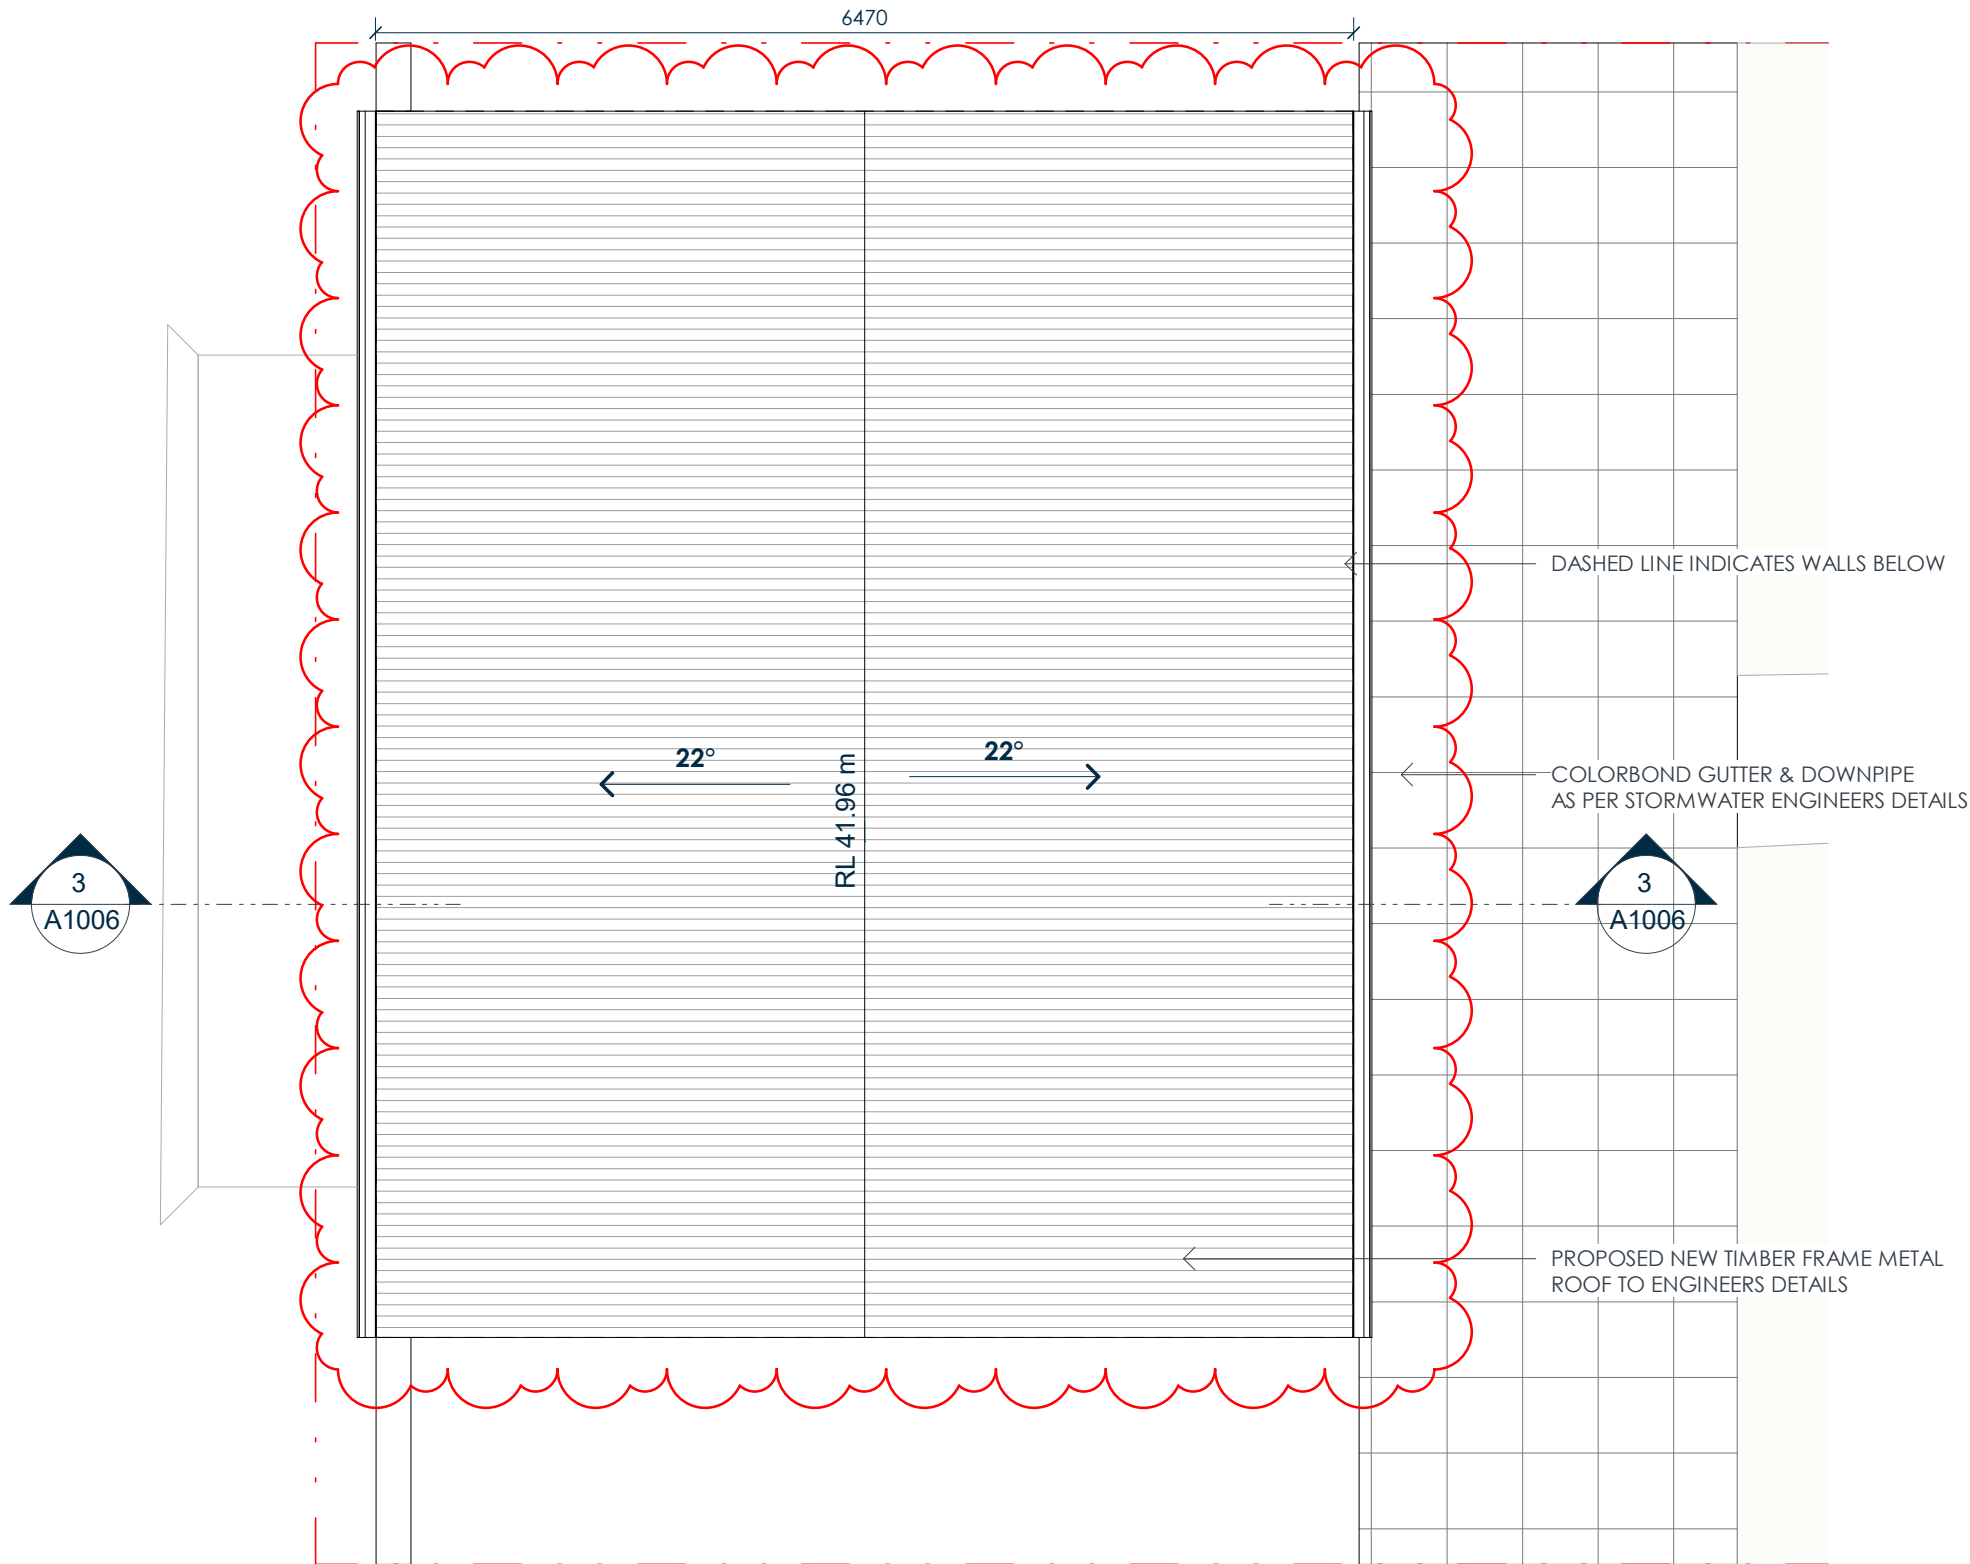 6470
DASHED LINE INDICATES WALLS BELOW
22°
22°
RL 41.96 m
COLORBOND GUTTER & DOWNPIPE
AS PER STORMWATER ENGINEERS DETAILS
3
A1006
3
A1006
PROPOSED NEW TIMBER FRAME METAL
ROOF TO ENGINEERS DETAILS